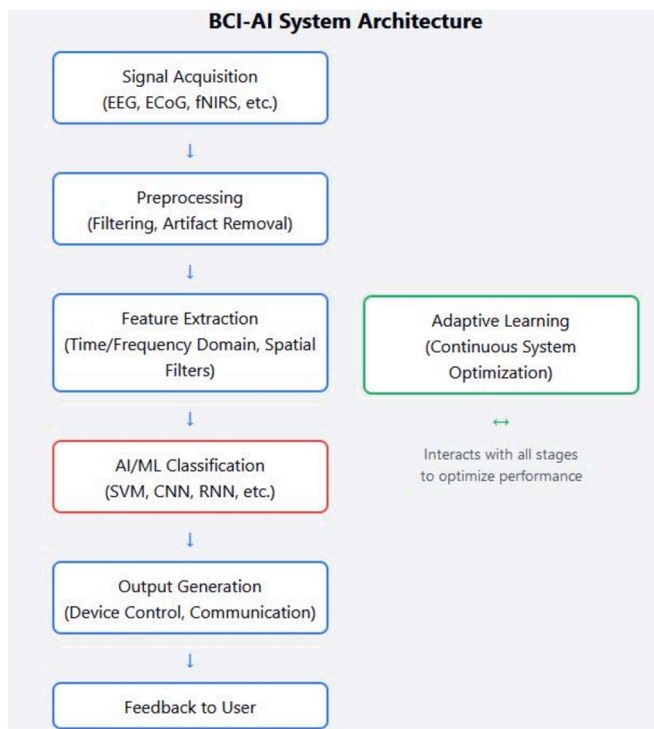 BCI-AI System Architecture
Signal Acquisition
(EEG, ECoG, fNIRS, etc.)
↓
Preprocessing
(Filtering, Artifact Removal)
↓
Feature Extraction
(Time/Frequency Domain, Spatial
Filters)
↓
AI/ML Classification
(SVM, CNN, RNN, etc.)
↓
Output Generation
(Device Control, Communication)
↓
Feedback to User
Adaptive Learning
(Continuous System
Optimization)
↔
Interacts with all stages
to optimize performance